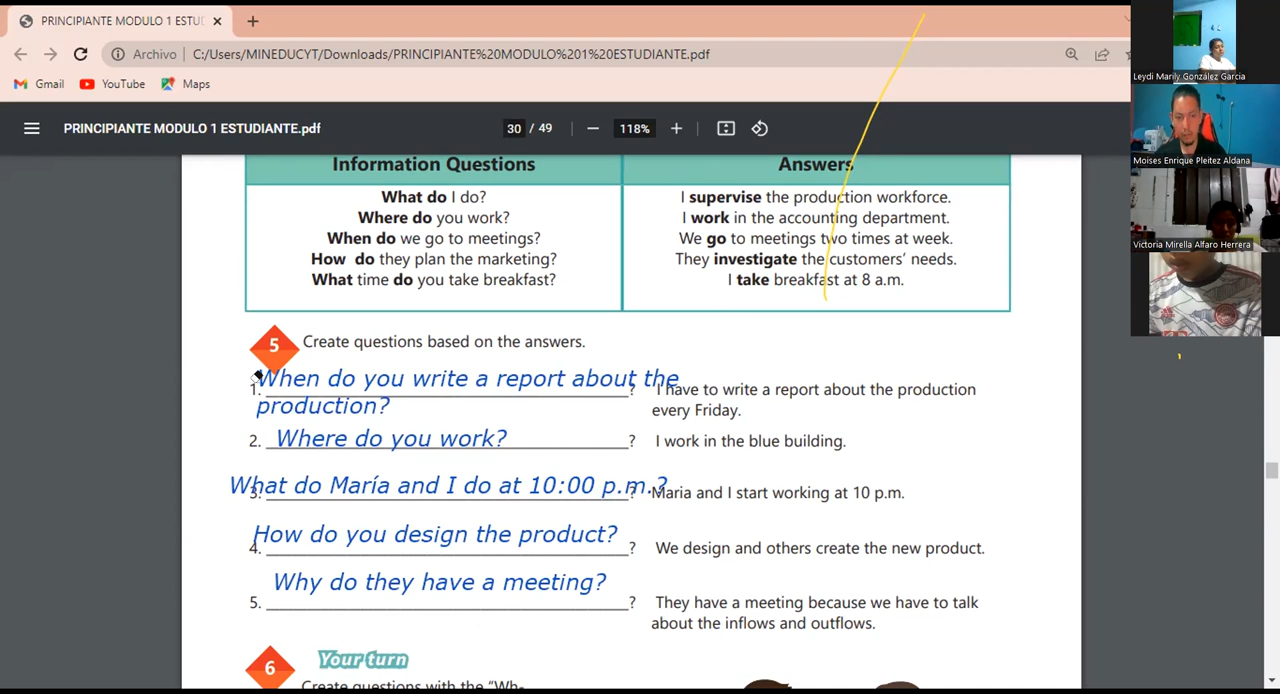 PRINCIPIANTE MODULO 1 ESTU
Archivo C:/Users/MINEDUCYT/Downloads/PRINCIPIANTE%20MODULO%201%20ESTUDIANTE.pdf
Gmail YouTube Maps
PRINCIPIANTE MODULO 1 ESTUDIANTE.pdf 30 / 49 118%
Leydi Marily González Garcia
Moises Enrique Pleitez Aldana
Victoria Mirella Alfaro Herrera
Information Questions Answers
What do I do? I supervise the production workforce.
Where do you work? I work in the accounting department.
When do we go to meetings? We go to meetings two times at week.
How do they plan the marketing? They investigate the customers' needs.
What time do you take breakfast? I take breakfast at 8 a.m.
5 Create questions based on the answers.
When do you write a report about the
production?
1. ? I have to write a report about the production
every Friday.
Where do you work?
2. ? I work in the blue building.
What do María and I do at 10:00 p.m.?
3. ? Maria and I start working at 10 p.m.
How do you design the product?
4. ? We design and others create the new product.
Why do they have a meeting?
5. ? They have a meeting because we have to talk
about the inflows and outflows.
6 Your turn
Create questions with the "Wh-